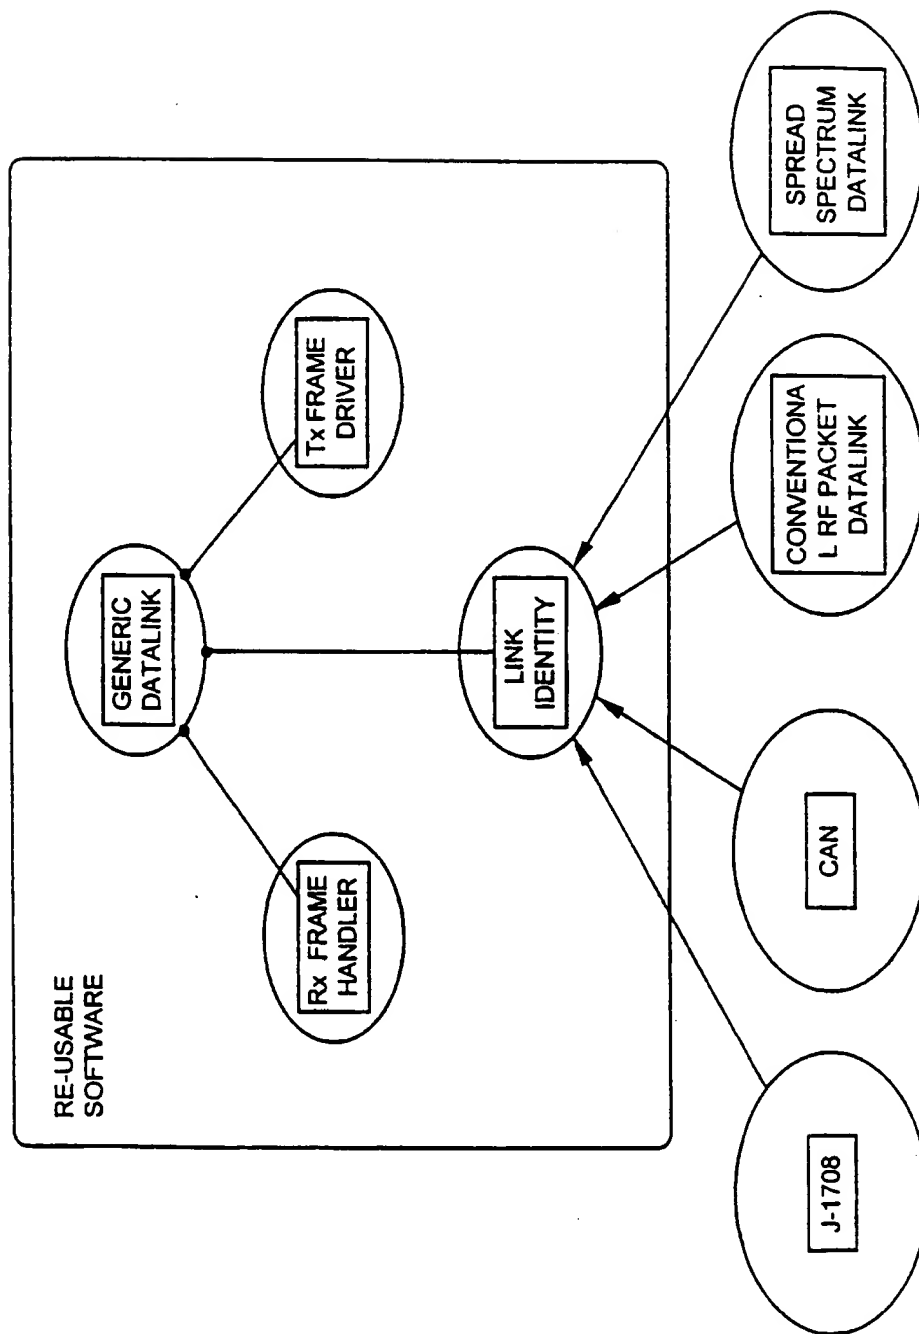 RE-USABLE
SOFTWARE
GENERIC
DATALINK
Rx FRAME
HANDLER
Tx FRAME
DRIVER
LINK
IDENTITY
J-1708
CAN
CONVENTIONA
L RF PACKET
DATALINK
SPREAD
SPECTRUM
DATALINK